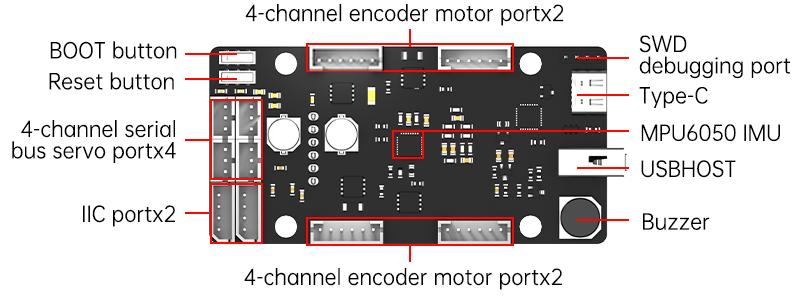 4-channel encoder motor portx2
BOOT button
Reset button
4-channel serial
bus servo portx4
IIC portx2
SWD
debugging port
Type-C
MPU6050 IMU
USBHOST
Buzzer
4-channel encoder motor portx2